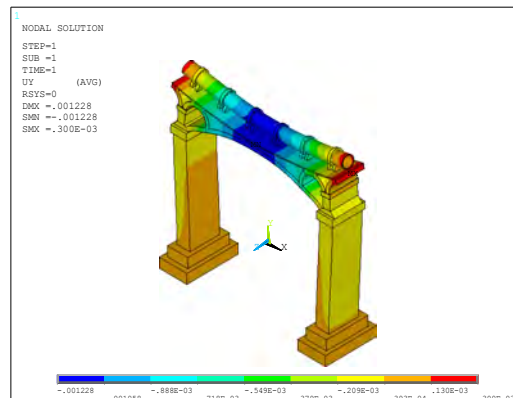 1
NODAL SOLUTION
STEP=1
SUB =1
TIME=1
UY (AVG)
RSYS=0
DMX =.001228
SMN =-.001228
SMX =.300E-03
Y
X
-.001228 -.888E-03 -.549E-03 -.209E-03 .130E-03